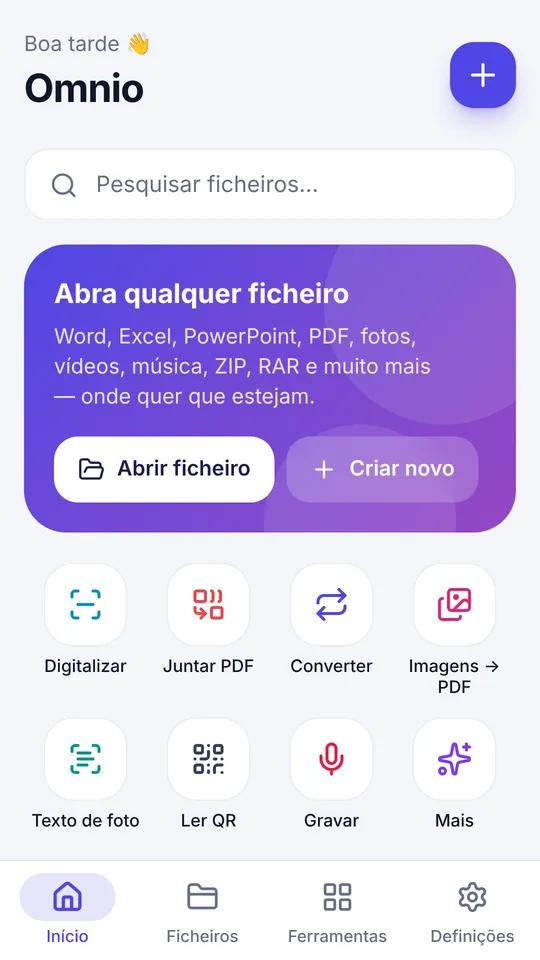 Boa tarde 👋
Omnio
Pesquisar ficheiros...
Abra qualquer ficheiro
Word, Excel, PowerPoint, PDF, fotos,
vídeos, música, ZIP, RAR e muito mais
— onde quer que estejam.
Abrir ficheiro
Criar novo
Digitalizar
Juntar PDF
Converter
Imagens →
PDF
Texto de foto
Ler QR
Gravar
Mais
Início
Ficheiros
Ferramentas
Definições